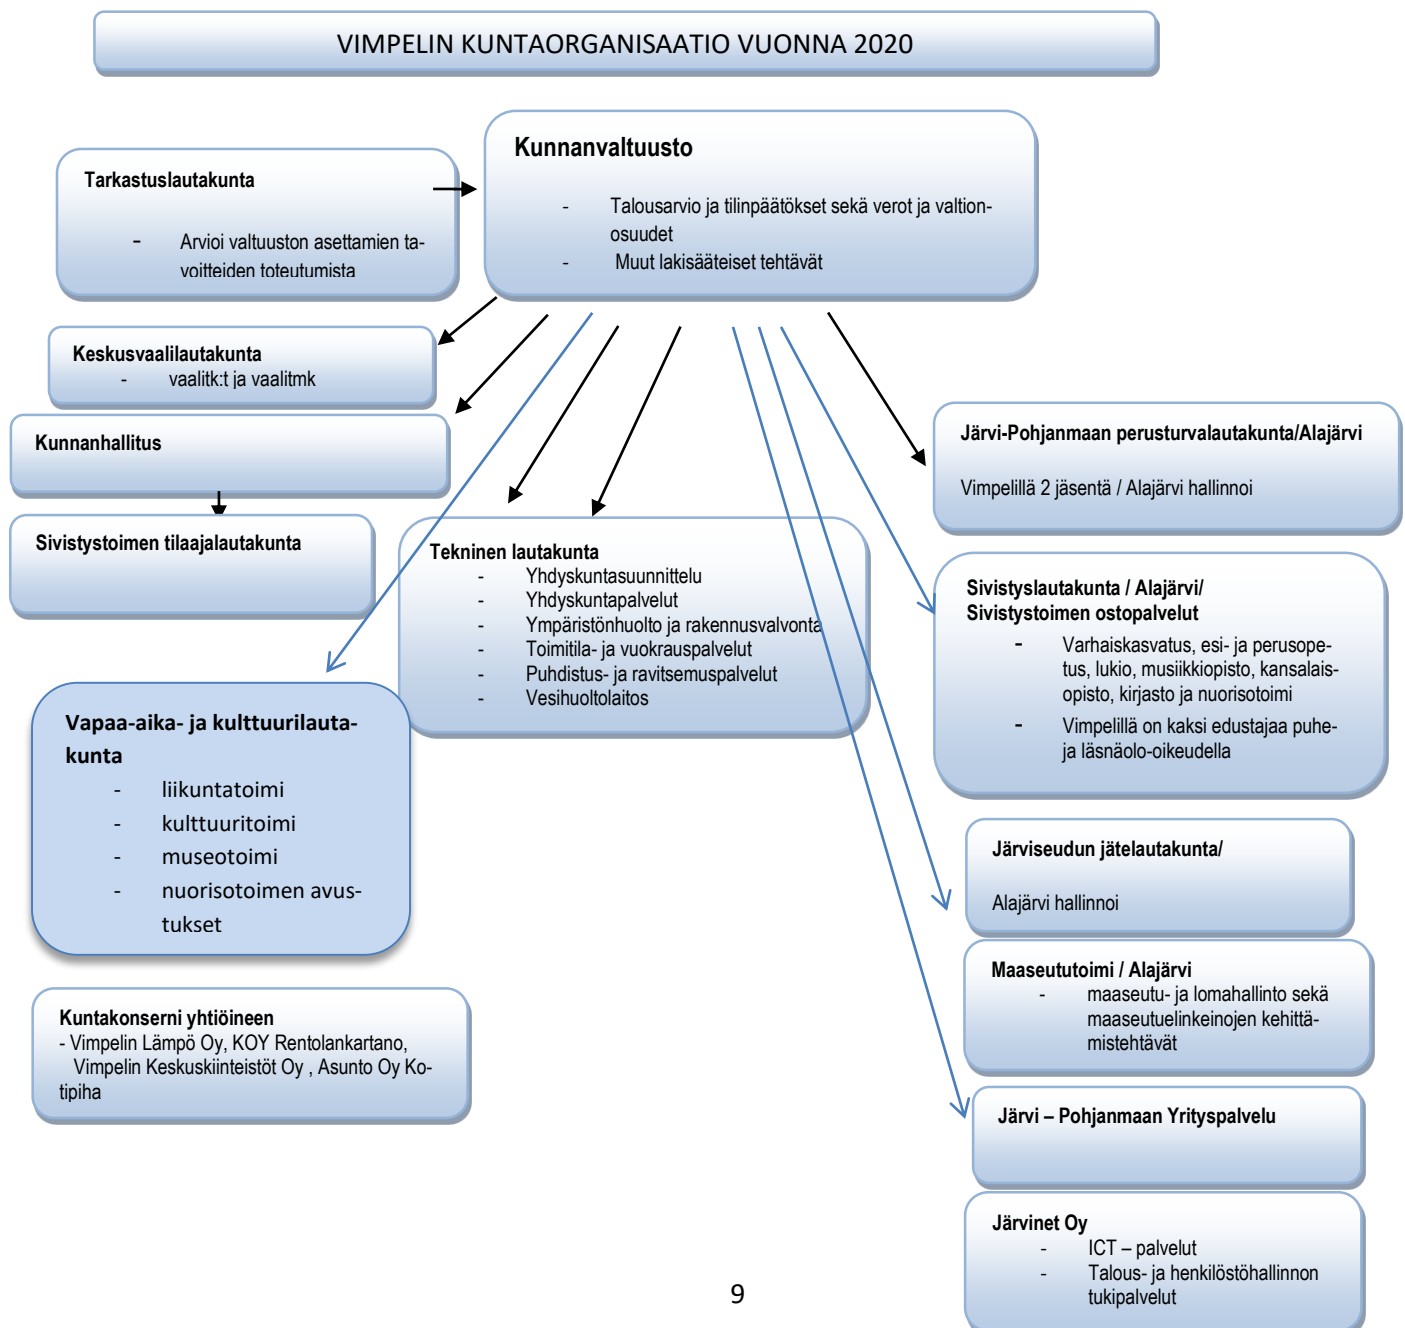 VIMPELIN KUNTAORGANISAATIO VUONNA 2020
Kunnanvaltuusto
- Talousarvio ja tilinpäätökset sekä verot ja valtion-
osuudet
- Muut lakisääteiset tehtävät
Tarkastuslautakunta
- Arvioi valtuuston asettamien ta-
voitteiden toteutumista
Keskusvaalilautakunta
- vaalitk:t ja vaalitmk
Kunnanhallitus
Sivistystoimen tilaajalautakunta
Tekninen lautakunta
- Yhdyskuntasuunnittelu
- Yhdyskuntapalvelut
- Ympäristönhuolto ja rakennusvalvonta
- Toimitila- ja vuokrauspalvelut
- Puhdistus- ja ravitsemuspalvelut
- Vesihuoltolaitos
Vapaa-aika- ja kulttuurilauta-
kunta
- liikuntatoimi
- kulttuuritoimi
- museotoimi
- nuorisotoimen avus-
tukset
Kuntakonserni yhtiöineen
- Vimpelin Lämpö Oy, KOY Rentolankartano,
Vimpelin Keskuskiinteistöt Oy , Asunto Oy Ko-
tipiha
Järvi-Pohjanmaan perusturvalautakunta/Alajärvi
Vimpelillä 2 jäsentä / Alajärvi hallinnoi
Sivistyslautakunta / Alajärvi/
Sivistystoimen ostopalvelut
- Varhaiskasvatus, esi- ja perusope-
tus, lukio, musiikkiopisto, kansalais-
opisto, kirjasto ja nuorisotoimi
- Vimpelillä on kaksi edustajaa puhe-
ja läsnäolo-oikeudella
Järviseudun jätelautakunta/
Alajärvi hallinnoi
Maaseututoimi / Alajärvi
- maaseutu- ja lomahallinto sekä
maaseutuelinkeinojen kehittä-
mistehtävät
Järvi – Pohjanmaan Yrityspalvelu
Järvinet Oy
- ICT – palvelut
- Talous- ja henkilöstöhallinnon
tukipalvelut
9